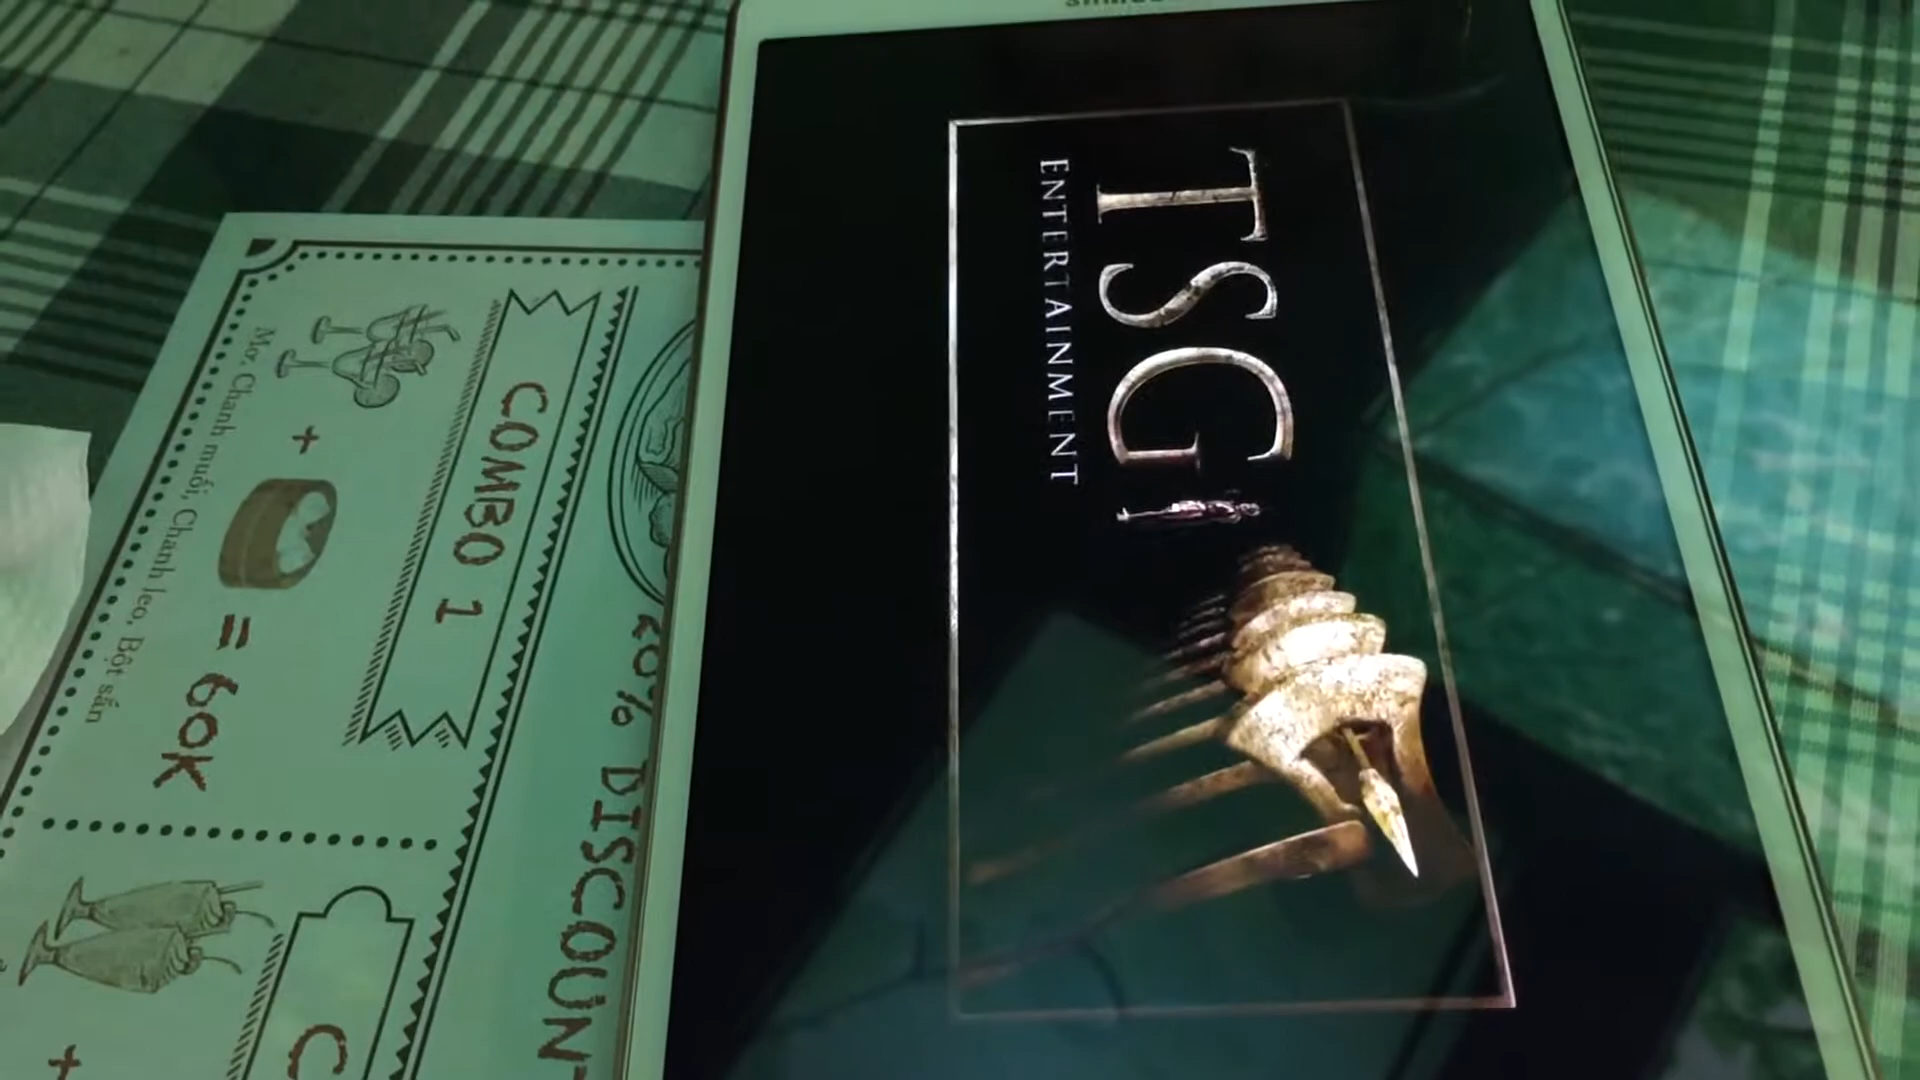 TSG
ENTERTAINMENT
20% DISCOUN
COMBO 1
+
= 60K
Mơ, Chanh muối, Chanh leo, Bột sắn
C
+